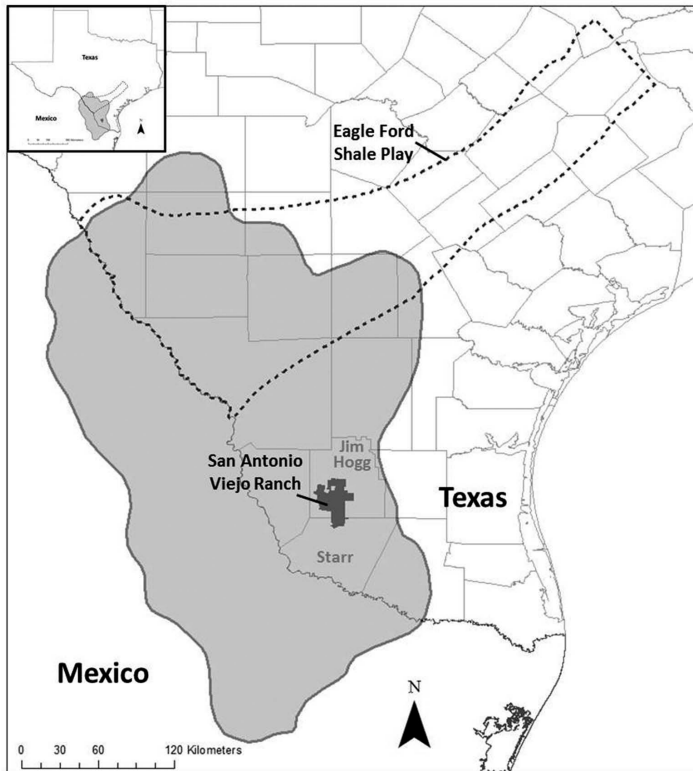 Texas
Mexico
N
Eagle Ford
Shale Play
Jim
Hogg
San Antonio
Viejo Ranch
Texas
Starr
Mexico
N
0 30 60 120 Kilometers